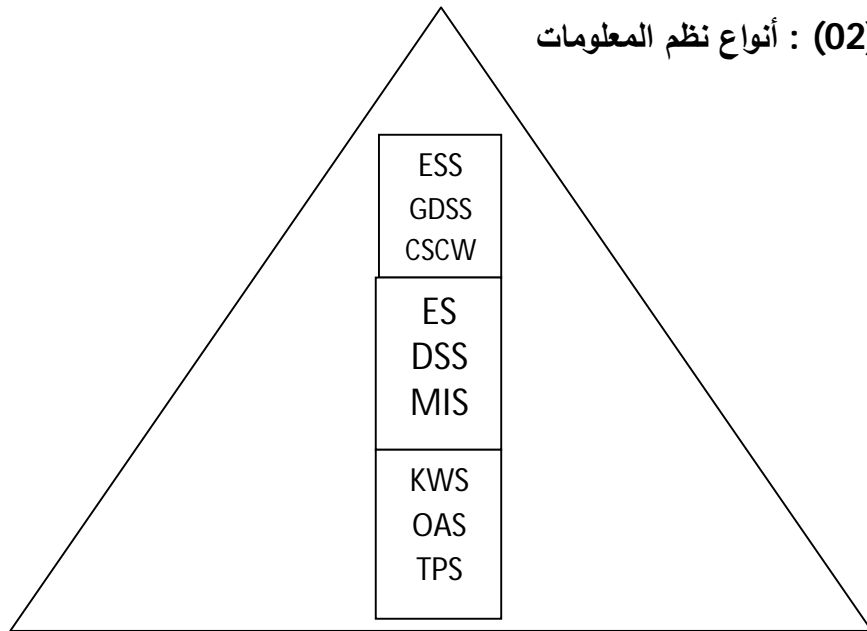 (02) : أنواع نظم المعلومات
ESS
GDSS
CSCW
ES
DSS
MIS
KWS
OAS
TPS